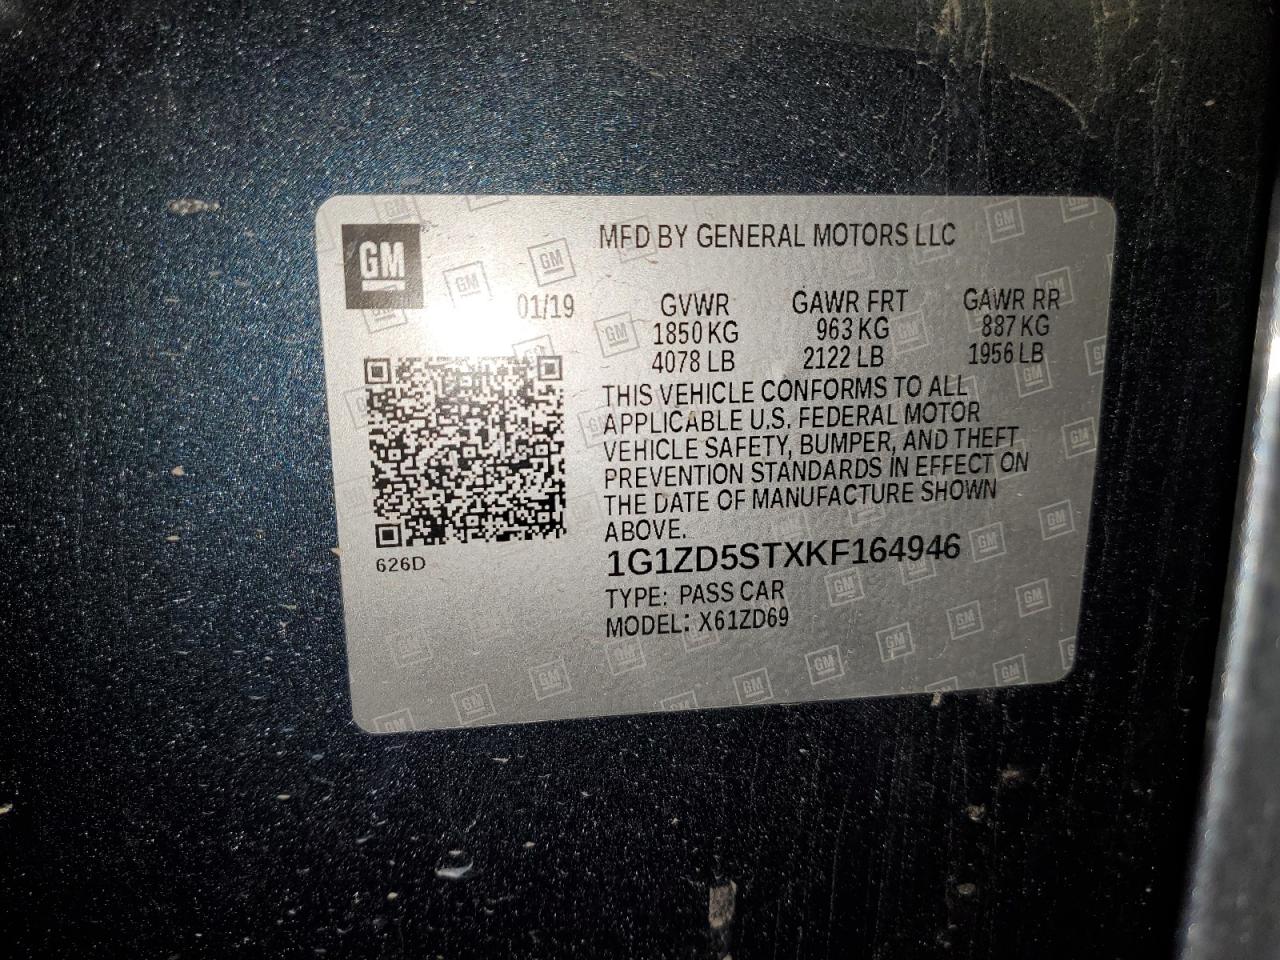 GM
MFD BY GENERAL MOTORS LLC
01/19
GVWR GAWR FRT GAWR RR
1850 KG 963 KG 887 KG
4078 LB 2122 LB 1956 LB
THIS VEHICLE CONFORMS TO ALL
APPLICABLE U.S. FEDERAL MOTOR
VEHICLE SAFETY, BUMPER, AND THEFT
PREVENTION STANDARDS IN EFFECT ON
THE DATE OF MANUFACTURE SHOWN
ABOVE.
626D
1G1ZD5STXKF164946
TYPE: PASS CAR
MODEL: X61ZD69